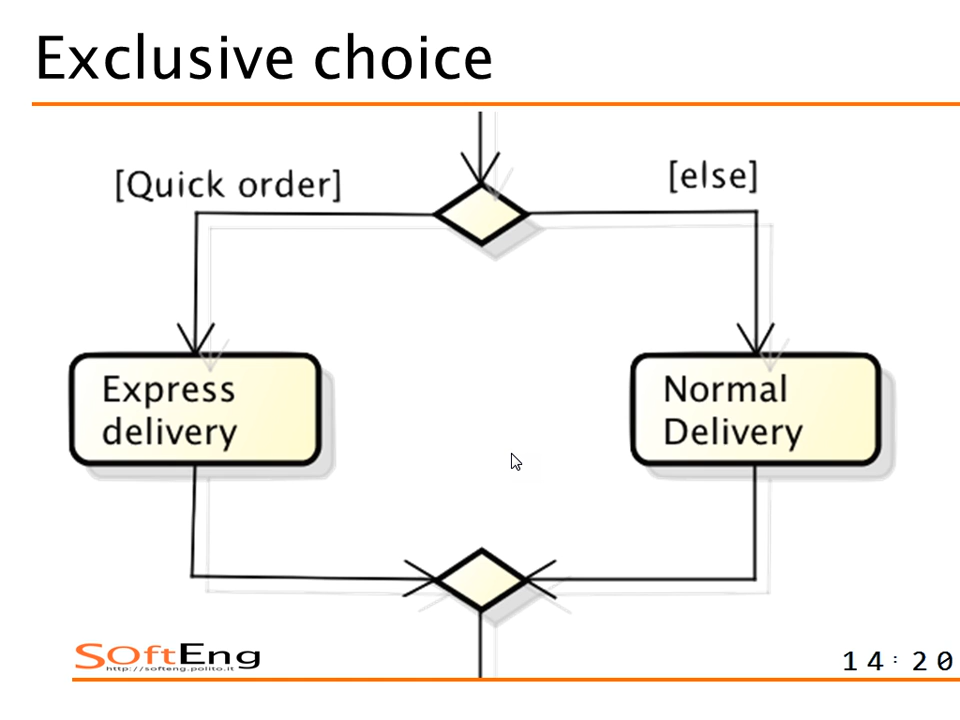 Exclusive choice
[Quick order]
[else]
Express
delivery
Normal
Delivery
SoftEng
http://softeng.polito.it
14:20